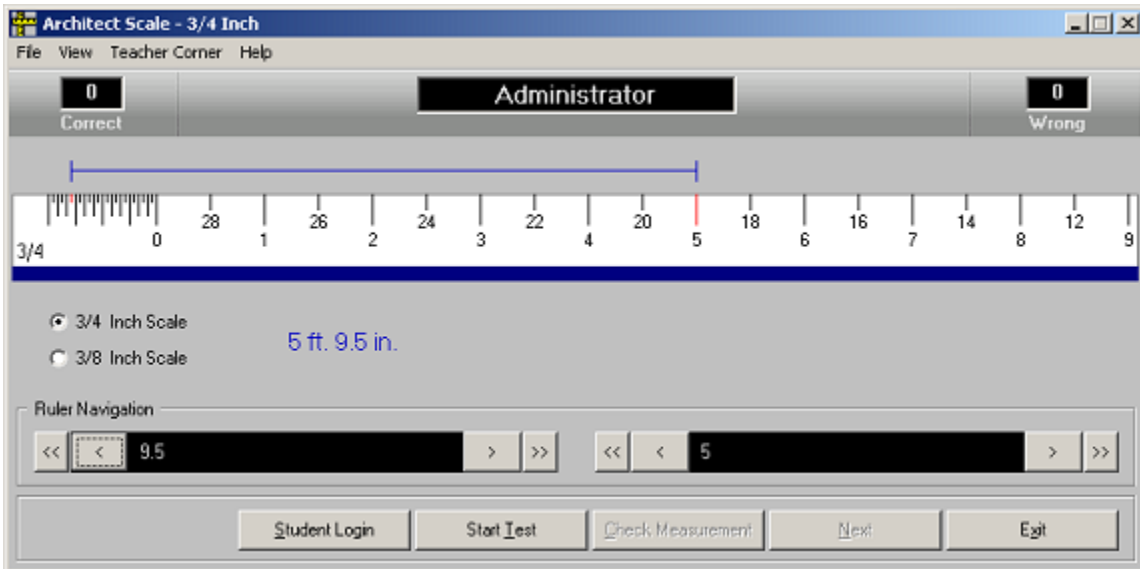 Architect Scale - 3/4 Inch
File View Teacher Corner Help
0 Administrator 0
Correct Wrong
28 26 24 22 20 18 16 14 12
0 1 2 3 4 5 6 7 8 9
3/4
3/4 Inch Scale
5 ft. 9.5 in.
3/8 Inch Scale
Ruler Navigation
<< < 9.5 > >> << < 5 > >>
Student Login Start Test Check Measurement Next Exit